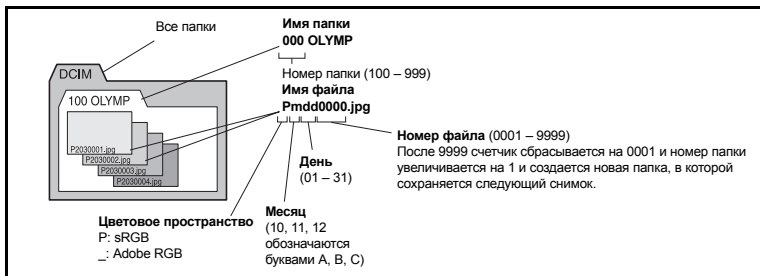 Все папки
Имя папки
000 OLYMP
Номер папки (100 – 999)
DCIM
100 OLYMP
P2030001.jpg
P2030002.jpg
P2030003.jpg
P2030004.jpg
Имя файла
Pmdd0000.jpg
Номер файла (0001 – 9999)
После 9999 счетчик сбрасывается на 0001 и номер папки
увеличивается на 1 и создается новая папка, в которой
сохраняется следующий снимок.
День
(01 – 31)
Месяц
(10, 11, 12
обозначаются
буквами A, B, C)
Цветовое пространство
P: sRGB
_: Adobe RGB